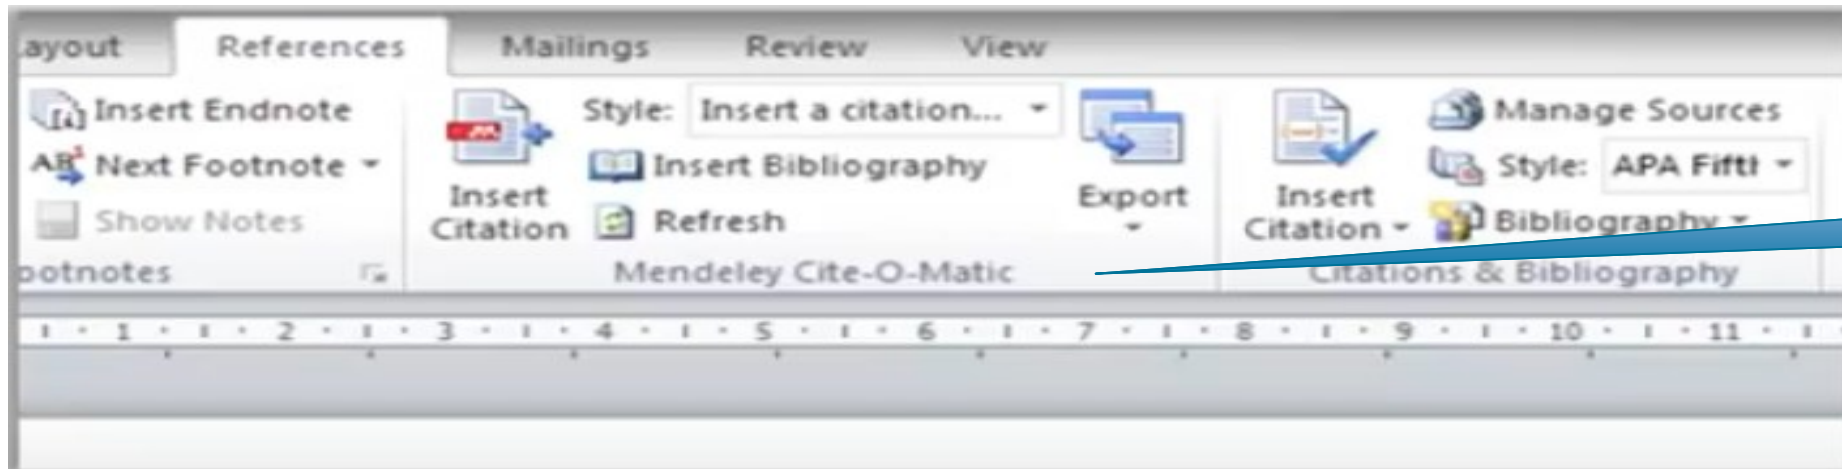 ayout References Mailings Review View
Insert Endnote
Next Footnote
Show Notes
ootnotes
Insert
Citation
Style: Insert a citation...
Insert Bibliography
Refresh
Export
Mendeley Cite-O-Matic
Insert
Citation
Manage Sources
Style: APA Fift
Bibliography
Citations & Bibliography
1 2 3 4 5 6 7 8 9 10 11